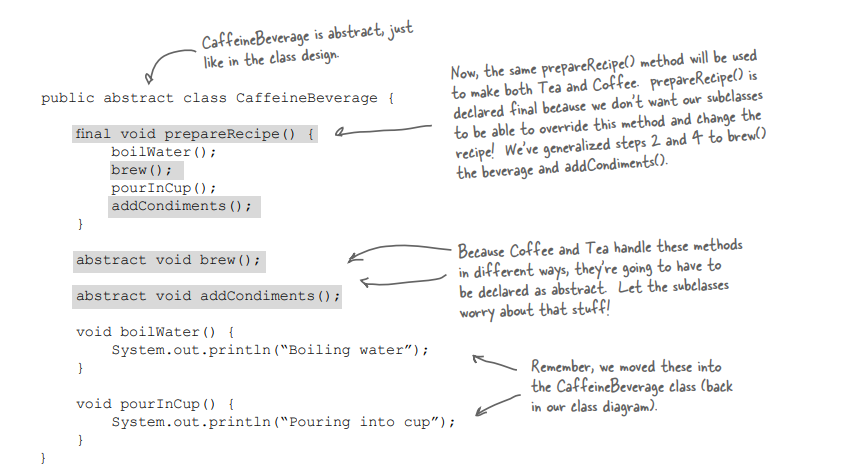 CaffeineBeverage is abstract, just
like in the class design.
public abstract class CaffeineBeverage {
final void prepareRecipe() {
boilWater();
brew();
pourInCup();
addCondiments();
}
Now, the same prepareRecipe() method will be used
to make both Tea and Coffee. prepareRecipe() is
declared final because we don't want our subclasses
to be able to override this method and change the
recipe! We've generalized steps 2 and 4 to brew()
the beverage and addCondiments().
abstract void brew();
abstract void addCondiments();
Because Coffee and Tea handle these methods
in different ways, they're going to have to
be declared as abstract. Let the subclasses
worry about that stuff!
void boilWater() {
System.out.println(“Boiling water”);
}
void pourInCup() {
System.out.println(“Pouring into cup”);
}
}
Remember, we moved these into
the CaffeineBeverage class (back
in our class diagram).